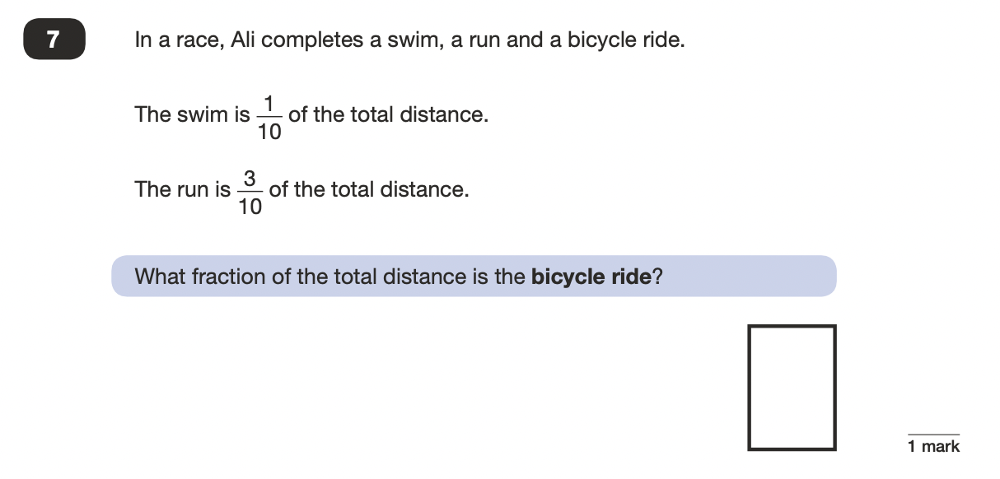 7
In a race, Ali completes a swim, a run and a bicycle ride.
The swim is 1/10 of the total distance.
The run is 3/10 of the total distance.
What fraction of the total distance is the bicycle ride?
1 mark